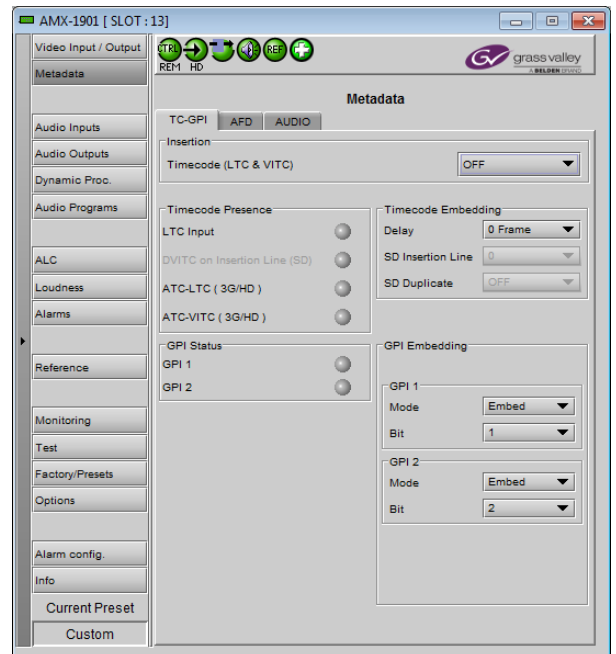 AMX-1901 [ SLOT : 13]
Video Input / Output
Metadata
Audio Inputs
Audio Outputs
Dynamic Proc.
Audio Programs
ALC
Loudness
Alarms
Reference
Monitoring
Test
Factory/Presets
Options
Alarm config.
Info
Current Preset
Custom
CTRL
REF
REM HD
GV grass valley
A BELDEN BRAND
Metadata
TC-GPI AFD AUDIO
Insertion
Timecode (LTC & VITC) OFF
Timecode Presence
LTC Input
DVITC on Insertion Line (SD)
ATC-LTC ( 3G/HD )
ATC-VITC ( 3G/HD )
Timecode Embedding
Delay 0 Frame
SD Insertion Line 0
SD Duplicate OFF
GPI Status
GPI 1
GPI 2
GPI Embedding
GPI 1
Mode Embed
Bit 1
GPI 2
Mode Embed
Bit 2